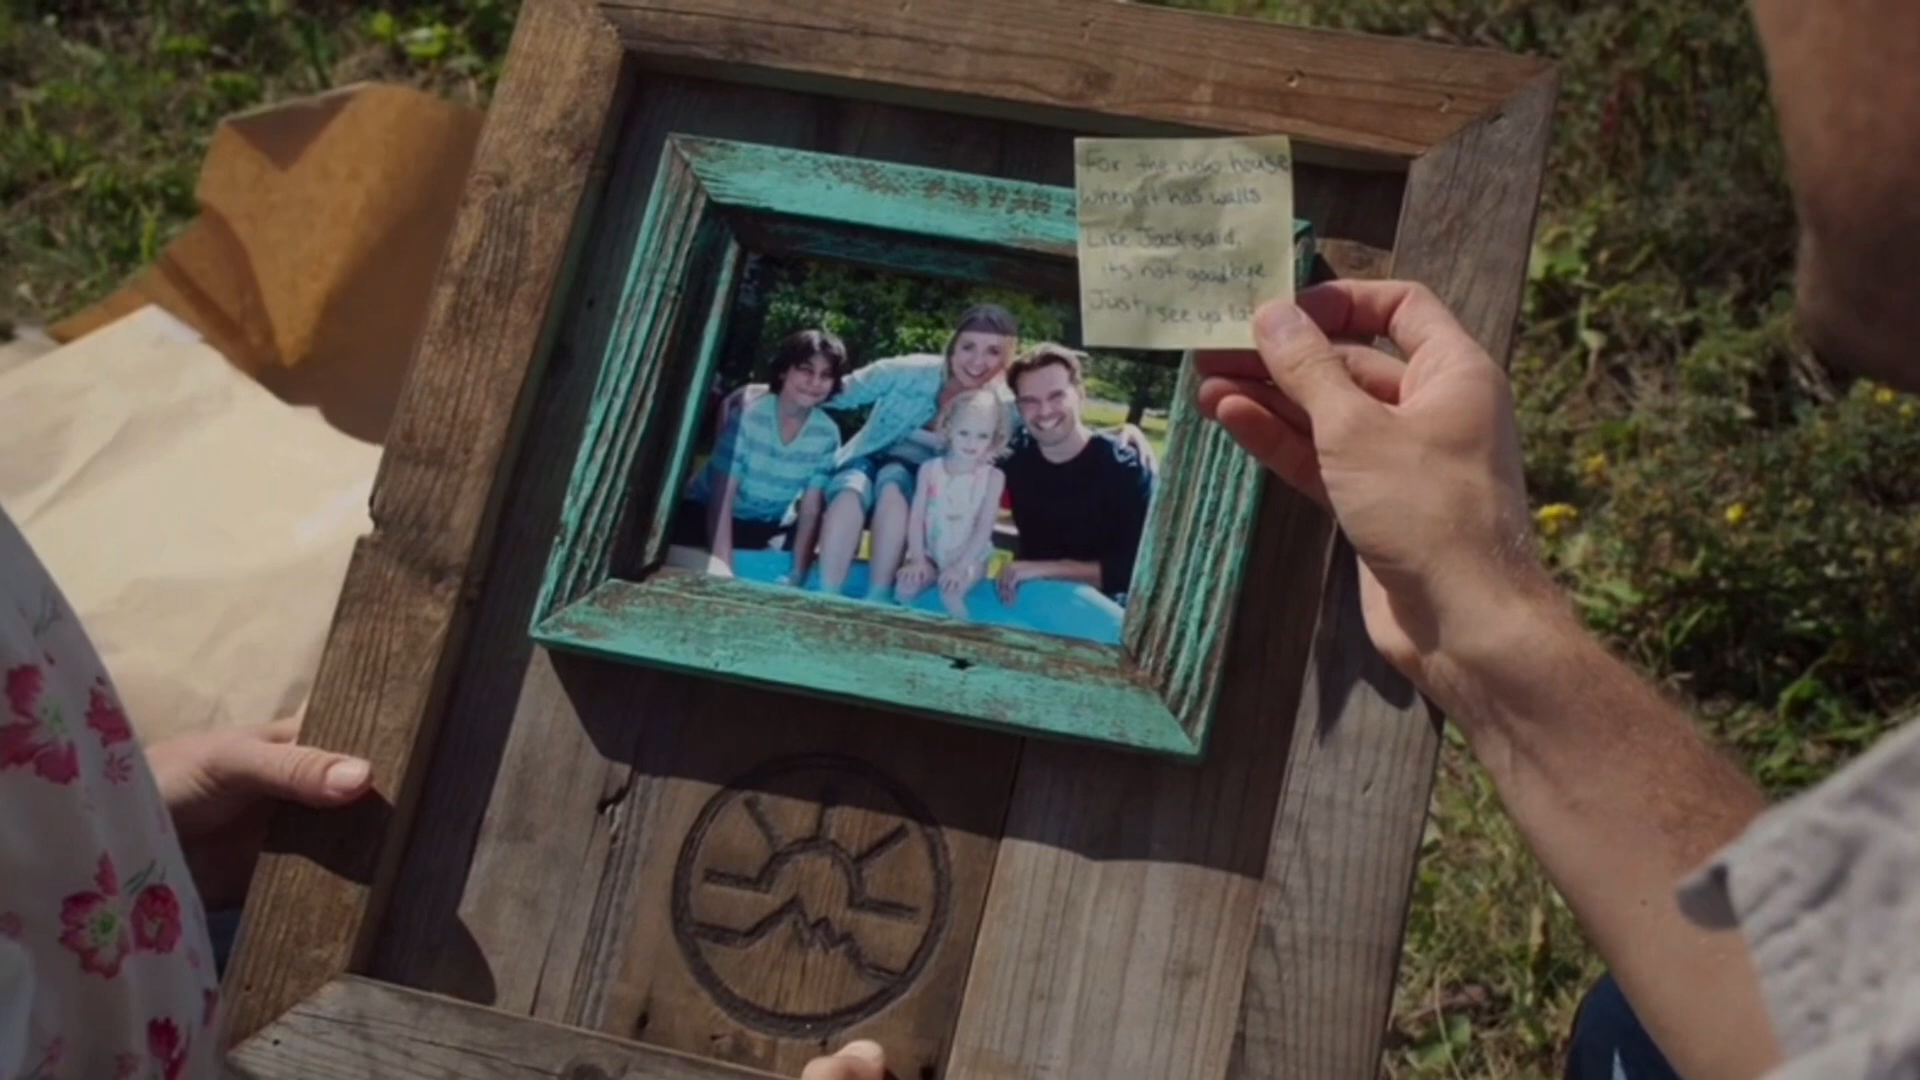 For the new house
When it has walls
Like Jack said,
it's not goodbye
Just, see ya